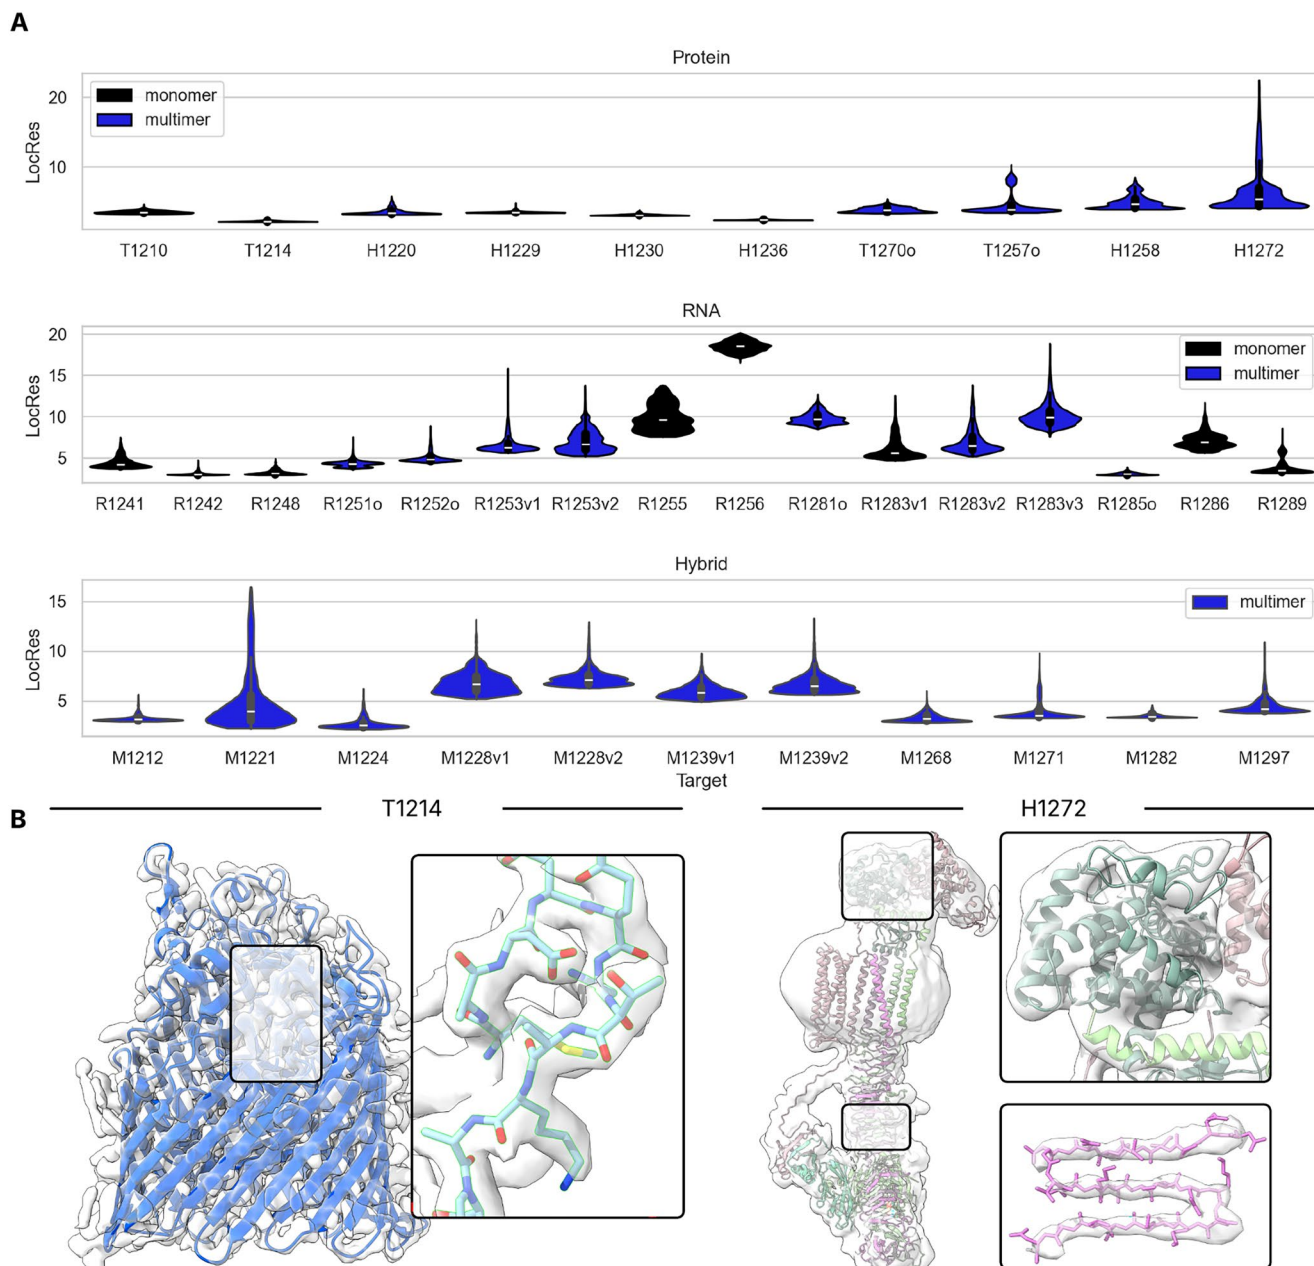 A
Protein
LocRes
20
10
monomer
multimer
T1210 T1214 H1220 H1229 H1230 H1236 T1270o T1257o H1258 H1272
RNA
LocRes
20
15
10
5
monomer
multimer
R1241 R1242 R1248 R1251o R1252o R1253v1 R1253v2 R1255 R1256 R1281o R1283v1 R1283v2 R1283v3 R1285o R1286 R1289
Hybrid
LocRes
15
10
5
multimer
M1212 M1221 M1224 M1228v1 M1228v2 M1239v1 M1239v2 M1268 M1271 M1282 M1297
Target
B
T1214
H1272